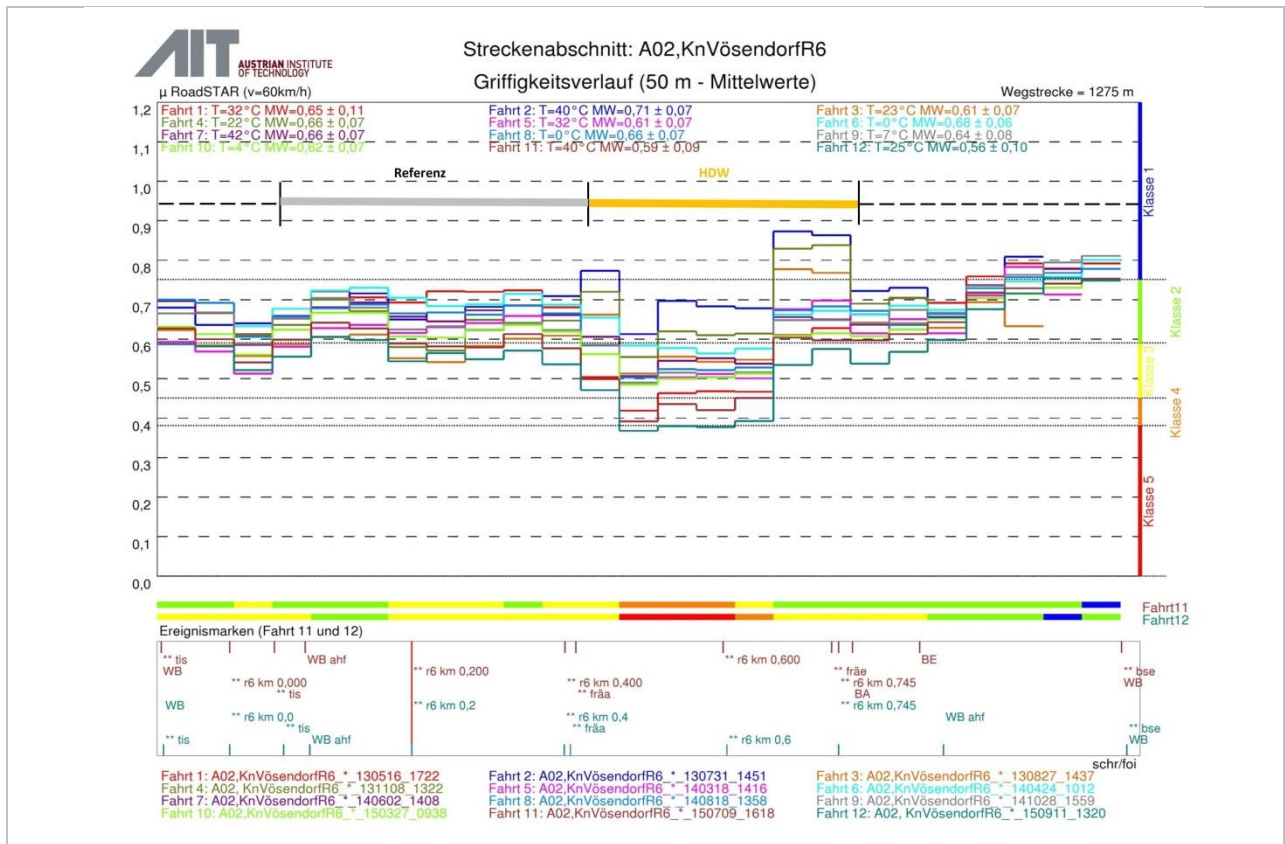 AIT AUSTRIAN INSTITUTE
OF TECHNOLOGY
Streckenabschnitt: A02,KnVösendorfR6
Griffigkeitsverlauf (50 m - Mittelwerte)
µ RoadSTAR (v=60km/h)
Wegstrecke = 1275 m
Fahrt 1: T=32°C MW=0,65 ± 0,11
Fahrt 2: T=40°C MW=0,71 ± 0,07
Fahrt 3: T=23°C MW=0,61 ± 0,07
Fahrt 4: T=22°C MW=0,66 ± 0,07
Fahrt 5: T=32°C MW=0,61 ± 0,07
Fahrt 6: T=0°C MW=0,68 ± 0,06
Fahrt 7: T=42°C MW=0,66 ± 0,07
Fahrt 8: T=0°C MW=0,66 ± 0,07
Fahrt 9: T=7°C MW=0,64 ± 0,08
Fahrt 10: T=4°C MW=0,62 ± 0,07
Fahrt 11: T=40°C MW=0,59 ± 0,09
Fahrt 12: T=25°C MW=0,56 ± 0,10
Referenz
HDW
1,2
1,1
1,0
0,9
0,8
0,7
0,6
0,5
0,4
0,3
0,2
0,1
0,0
Klasse 1
Klasse 2
Klasse 3
Klasse 4
Klasse 5
Fahrt11
Fahrt12
Ereignismarken (Fahrt 11 und 12)
** tis
WB ahf
** r6 km 0,600
BE
WB
** r6 km 0,200
** fräe
** bse
** r6 km 0,000
** r6 km 0,400
** r6 km 0,745
WB
** tis
** fräa
BA
WB
** r6 km 0,2
** r6 km 0,745
** r6 km 0,0
** r6 km 0,4
WB ahf
** tis
** fräa
** bse
** tis
WB ahf
** r6 km 0,6
WB
schr/foi
Fahrt 1: A02,KnVösendorfR6_*_130516_1722
Fahrt 2: A02,KnVösendorfR6_*_130731_1451
Fahrt 3: A02,KnVösendorfR6_*_130827_1437
Fahrt 4: A02, KnVösendorfR6_*_131108_1322
Fahrt 5: A02,KnVösendorfR6_*_140318_1416
Fahrt 6: A02,KnVösendorfR6_*_140424_1012
Fahrt 7: A02,KnVösendorfR6_*_140602_1408
Fahrt 8: A02,KnVösendorfR6_*_140818_1358
Fahrt 9: A02,KnVösendorfR6_*_141028_1559
Fahrt 10: A02,KnVösendorfR6_*_150327_0938
Fahrt 11: A02,KnVösendorfR6_*_150709_1618
Fahrt 12: A02, KnVösendorfR6_*_150911_1320